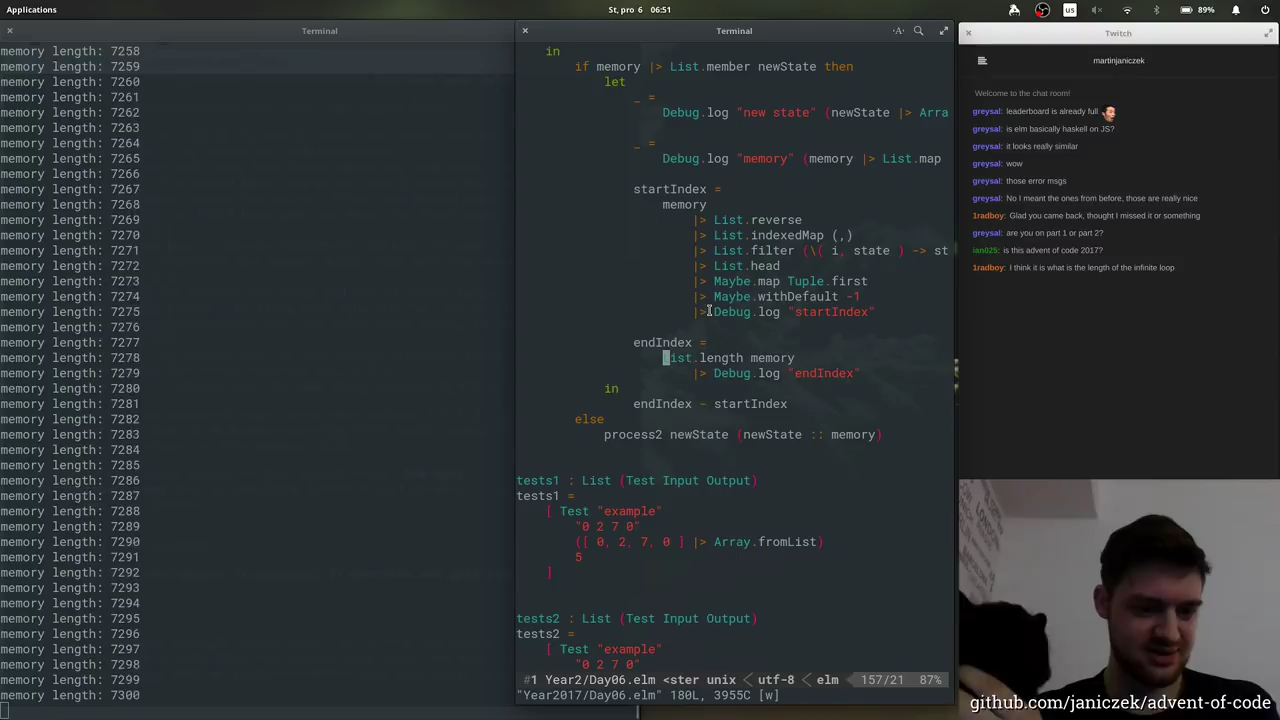 Applications
St, pro 6 06:51
us
89%
Terminal
memory length: 7258
memory length: 7259
memory length: 7260
memory length: 7261
memory length: 7262
memory length: 7263
memory length: 7264
memory length: 7265
memory length: 7266
memory length: 7267
memory length: 7268
memory length: 7269
memory length: 7270
memory length: 7271
memory length: 7272
memory length: 7273
memory length: 7274
memory length: 7275
memory length: 7276
memory length: 7277
memory length: 7278
memory length: 7279
memory length: 7280
memory length: 7281
memory length: 7282
memory length: 7283
memory length: 7284
memory length: 7285
memory length: 7286
memory length: 7287
memory length: 7288
memory length: 7289
memory length: 7290
memory length: 7291
memory length: 7292
memory length: 7293
memory length: 7294
memory length: 7295
memory length: 7296
memory length: 7297
memory length: 7298
memory length: 7299
memory length: 7300
Terminal
in
if memory |> List.member newState then
let
_ =
Debug.log "new state" (newState |> Arra
_ =
Debug.log "memory" (memory |> List.map
startIndex =
memory
|> List.reverse
|> List.indexedMap (,)
|> List.filter (\( i, state ) -> st
|> List.head
|> Maybe.map Tuple.first
|> Maybe.withDefault -1
|> Debug.log "startIndex"
endIndex =
List.length memory
|> Debug.log "endIndex"
in
endIndex - startIndex
else
process2 newState (newState :: memory)
tests1 : List (Test Input Output)
tests1 =
[ Test "example"
"0 2 7 0"
([ 0, 2, 7, 0 ] |> Array.fromList)
5
]
tests2 : List (Test Input Output)
tests2 =
[ Test "example"
"0 2 7 0"
#1 Year2/Day06.elm <ster unix < utf-8 < elm 157/21 87%
"Year2017/Day06.elm" 180L, 3955C [w]
Twitch
martinjaniczek
Welcome to the chat room!
greysal: leaderboard is already full
greysal: is elm basically haskell on JS?
greysal: it looks really similar
greysal: wow
greysal: those error msgs
greysal: No I meant the ones from before, those are really nice
1radboy: Glad you came back, thought I missed it or something
greysal: are you on part 1 or part 2?
ian025: is this advent of code 2017?
1radboy: I think it is what is the length of the infinite loop
github.com/janiczek/advent-of-code